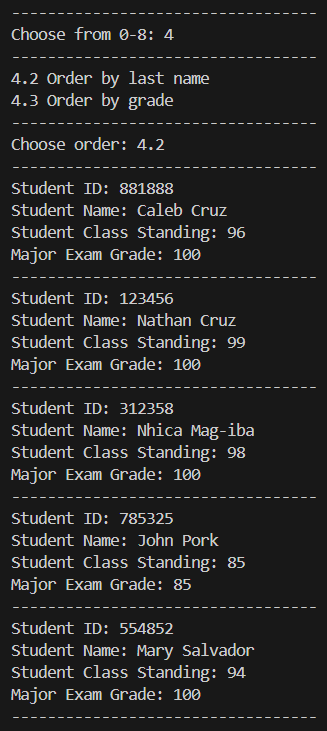 ----------------------------------
Choose from 0-8: 4
----------------------------------
4.2 Order by last name
4.3 Order by grade
----------------------------------
Choose order: 4.2
----------------------------------
Student ID: 881888
Student Name: Caleb Cruz
Student Class Standing: 96
Major Exam Grade: 100
----------------------------------
Student ID: 123456
Student Name: Nathan Cruz
Student Class Standing: 99
Major Exam Grade: 100
----------------------------------
Student ID: 312358
Student Name: Nhica Mag-iba
Student Class Standing: 98
Major Exam Grade: 100
----------------------------------
Student ID: 785325
Student Name: John Pork
Student Class Standing: 85
Major Exam Grade: 85
----------------------------------
Student ID: 554852
Student Name: Mary Salvador
Student Class Standing: 94
Major Exam Grade: 100
----------------------------------